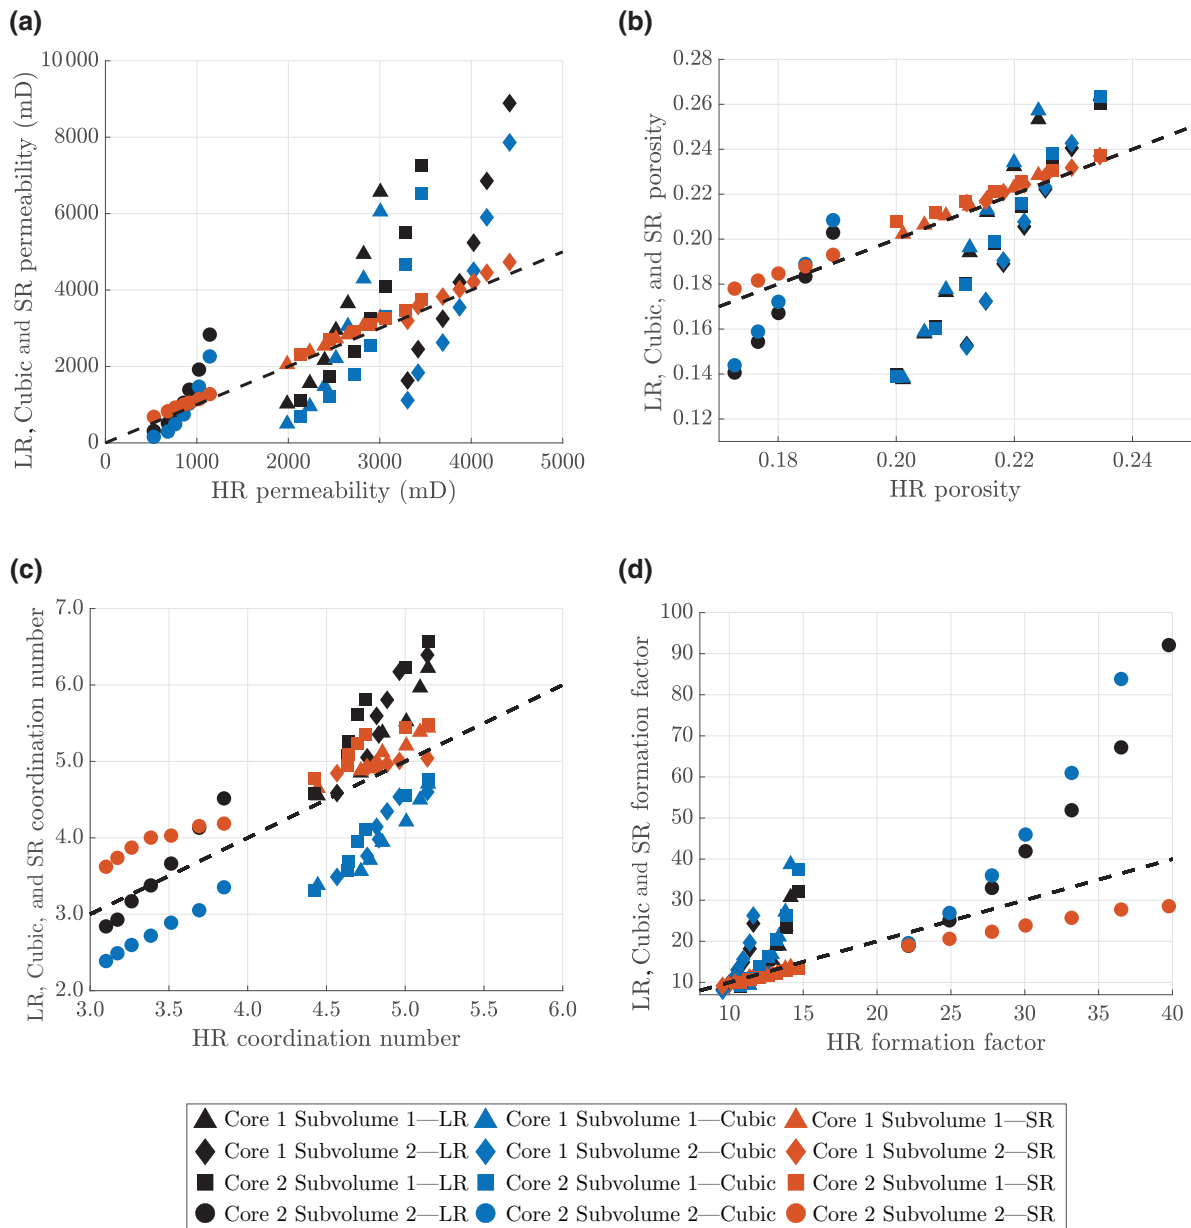 (a)
LR, Cubic and SR permeability (mD)
10 000
8000
6000
4000
2000
0
0 1000 2000 3000 4000 5000
HR permeability (mD)
(b)
LR, Cubic, and SR porosity
0.28
0.26
0.24
0.22
0.20
0.18
0.16
0.14
0.12
0.18 0.20 0.22 0.24
HR porosity
(c)
LR, Cubic, and SR coordination number
7.0
6.0
5.0
4.0
3.0
2.0
3.0 3.5 4.0 4.5 5.0 5.5 6.0
HR coordination number
(d)
LR, Cubic and SR formation factor
100
90
80
70
60
50
40
30
20
10
10 15 20 25 30 35 40
HR formation factor
Core 1 Subvolume 1—LR Core 1 Subvolume 1—Cubic Core 1 Subvolume 1—SR
Core 1 Subvolume 2—LR Core 1 Subvolume 2—Cubic Core 1 Subvolume 2—SR
Core 2 Subvolume 1—LR Core 2 Subvolume 1—Cubic Core 2 Subvolume 1—SR
Core 2 Subvolume 2—LR Core 2 Subvolume 2—Cubic Core 2 Subvolume 2—SR